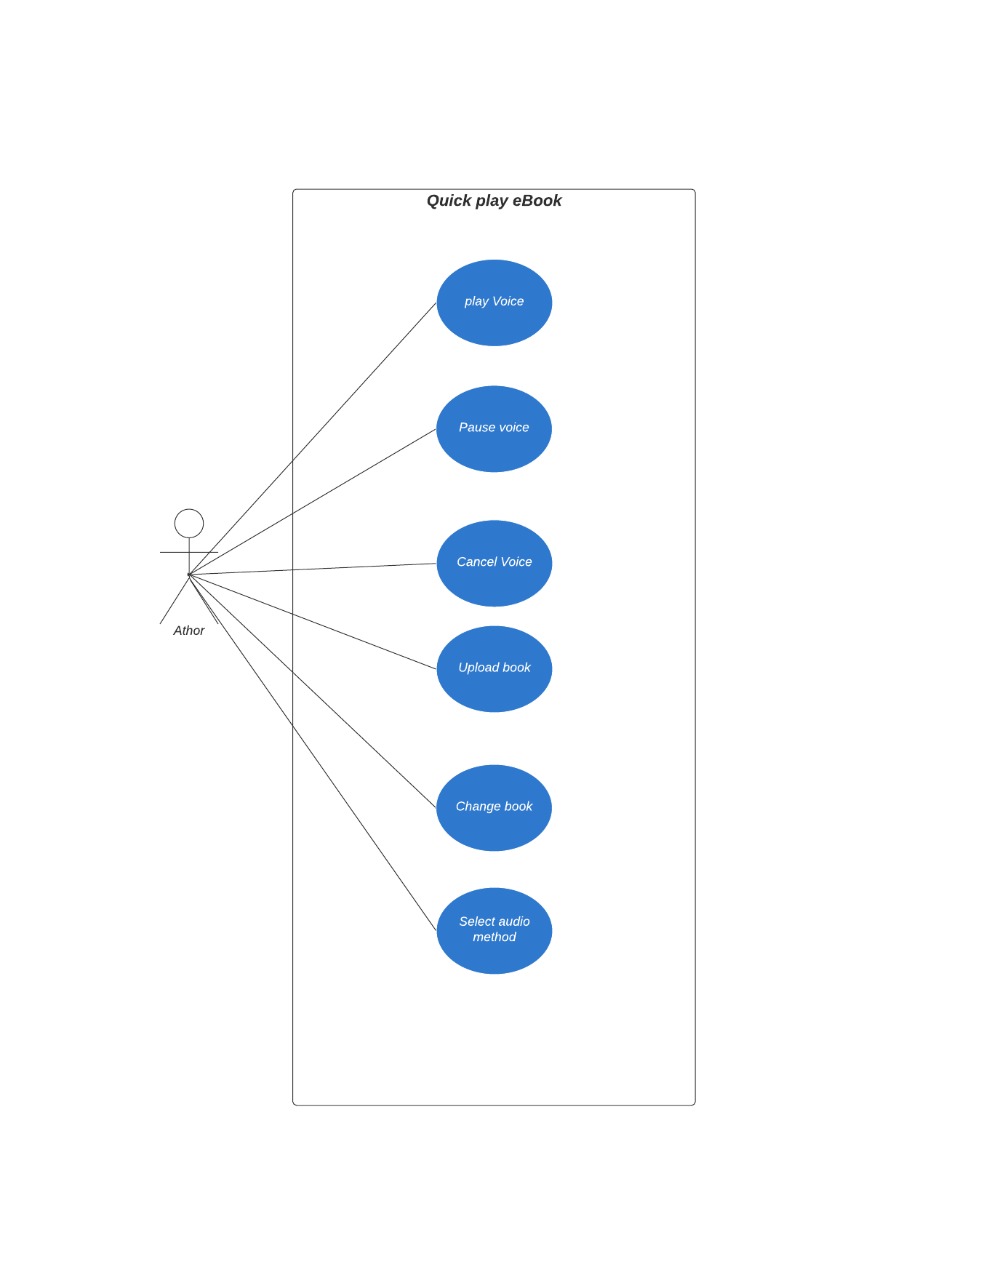 Quick play eBook
play Voice
Pause voice
Cancel Voice
Athor
Upload book
Change book
Select audio
method